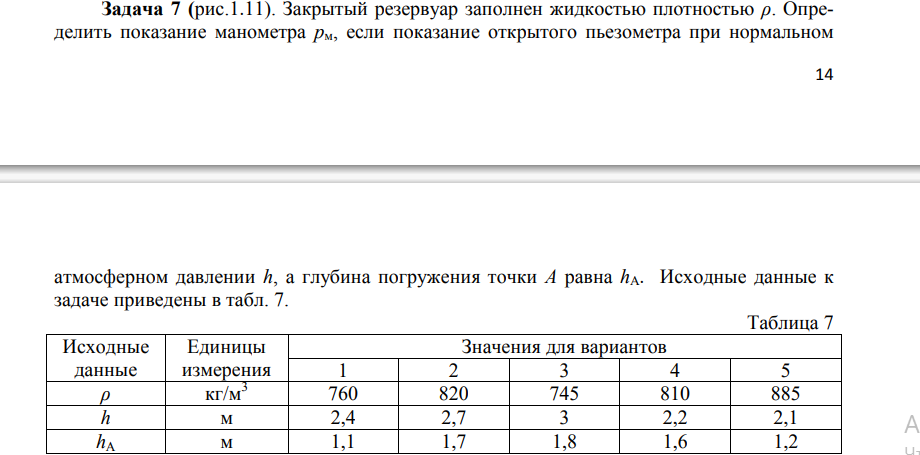 Задача 7 (рис.1.11). Закрытый резервуар заполнен жидкостью плотностью ρ. Опре-
делить показание манометра pм, если показание открытого пьезометра при нормальном
14
атмосферном давлении h, а глубина погружения точки A равна hА. Исходные данные к
задаче приведены в табл. 7.
Таблица 7
Исходные данные Единицы измерения Значения для вариантов
1 2 3 4 5
ρ кг/м³ 760 820 745 810 885
h м 2,4 2,7 3 2,2 2,1
hА м 1,1 1,7 1,8 1,6 1,2
А